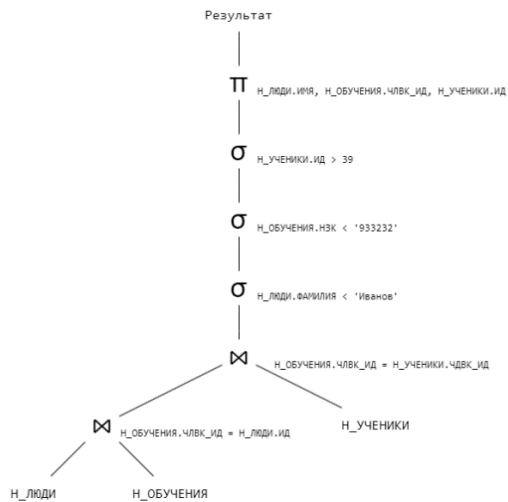 Результат
π
Н_ЛЮДИ.ИМЯ, Н_ОБУЧЕНИЯ.ЧЛВК_ИД, Н_УЧЕНИКИ.ИД
σ
Н_УЧЕНИКИ.ИД > 39
σ
Н_ОБУЧЕНИЯ.НЗК < '933232'
σ
Н_ЛЮДИ.ФАМИЛИЯ < 'Иванов'
⋈
Н_ОБУЧЕНИЯ.ЧЛВК_ИД = Н_УЧЕНИКИ.ЧДВК_ИД
⋈
Н_ОБУЧЕНИЯ.ЧЛВК_ИД = Н_ЛЮДИ.ИД
Н_УЧЕНИКИ
Н_ЛЮДИ
Н_ОБУЧЕНИЯ